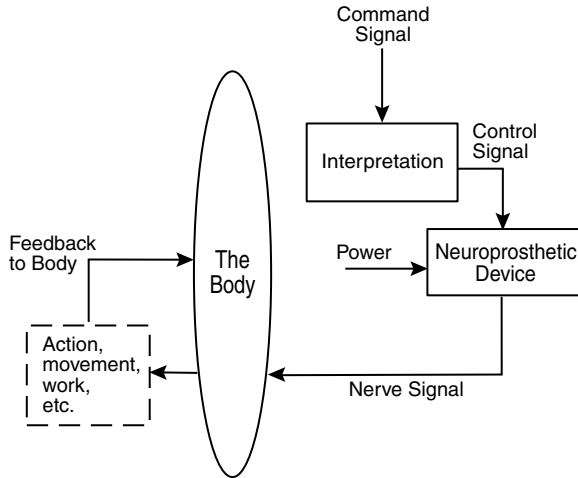 Command
Signal
Interpretation
Control
Signal
Feedback
to Body
The
Body
Power
Neuroprosthetic
Device
Action,
movement,
work,
etc.
Nerve Signal